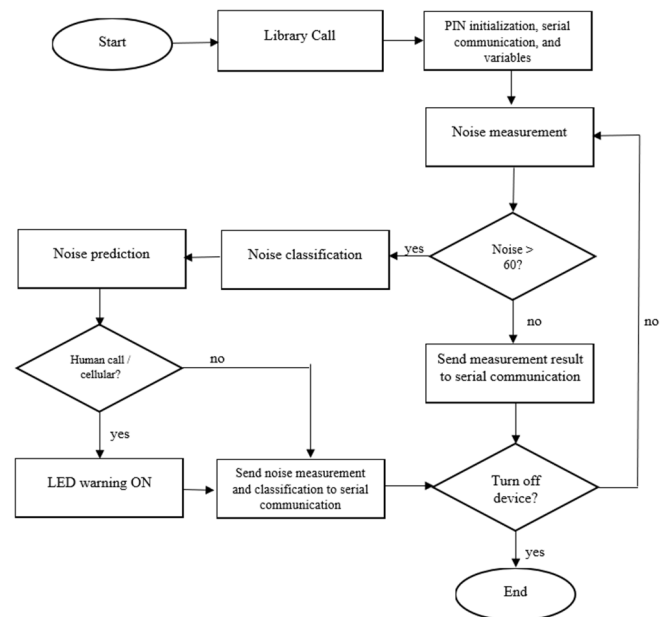 Start
Library Call
PIN initialization, serial
communication, and
variables
Noise measurement
Noise >
60?
yes
Noise classification
Noise prediction
no
no
Human call /
cellular?
no
Send measurement result
to serial communication
yes
LED warning ON
Send noise measurement
and classification to serial
communication
Turn off
device?
yes
End